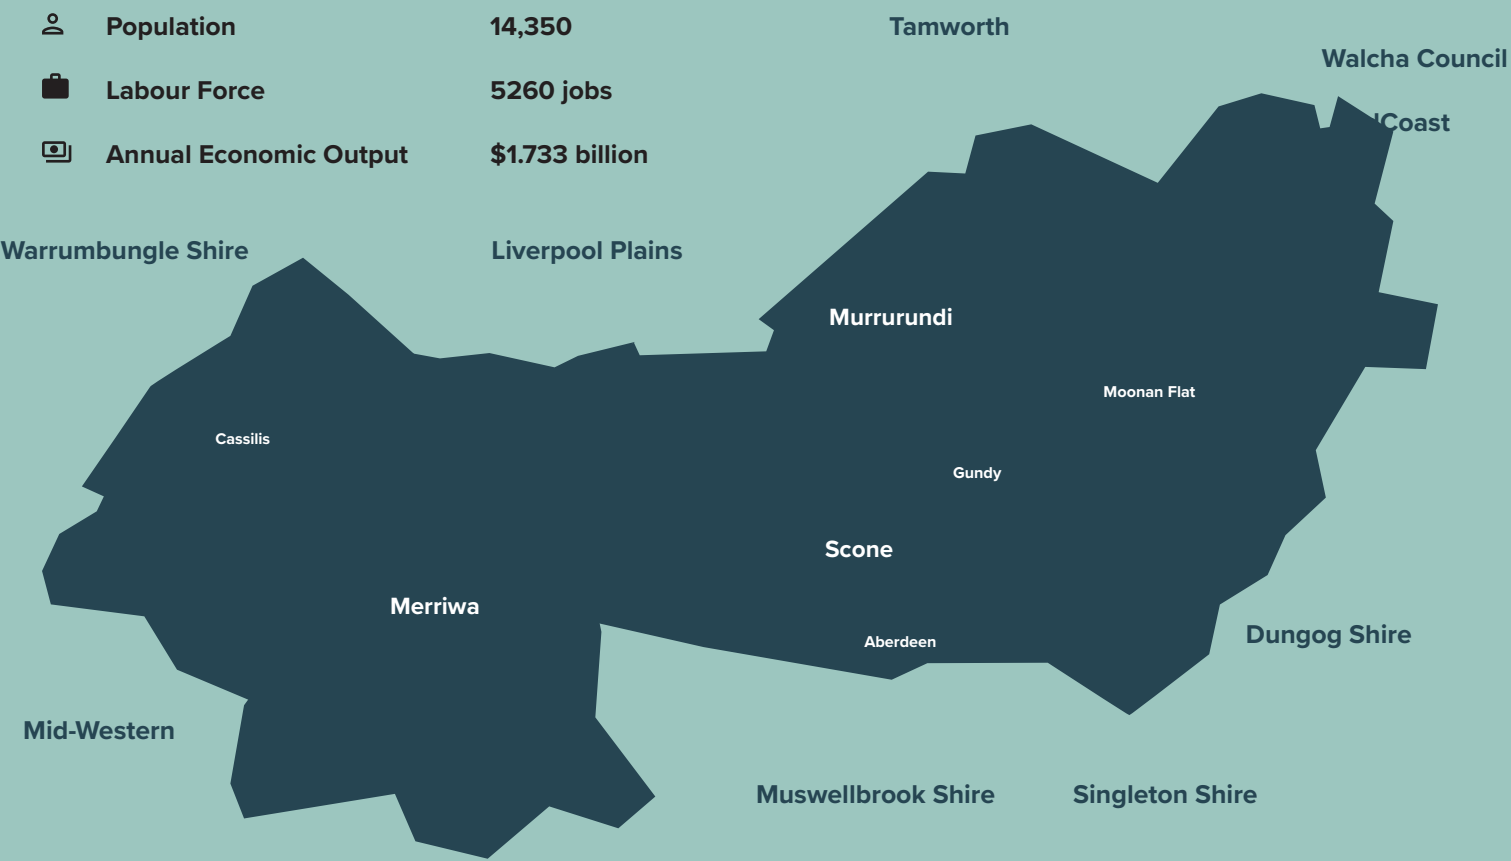 Population 14,350
Labour Force 5260 jobs
Annual Economic Output $1.733 billion
Tamworth
Walcha Council
Coast
Warrumbungle Shire
Liverpool Plains
Murrurundi
Moonan Flat
Cassilis
Gundy
Scone
Merriwa
Aberdeen
Dungog Shire
Mid-Western
Muswellbrook Shire
Singleton Shire